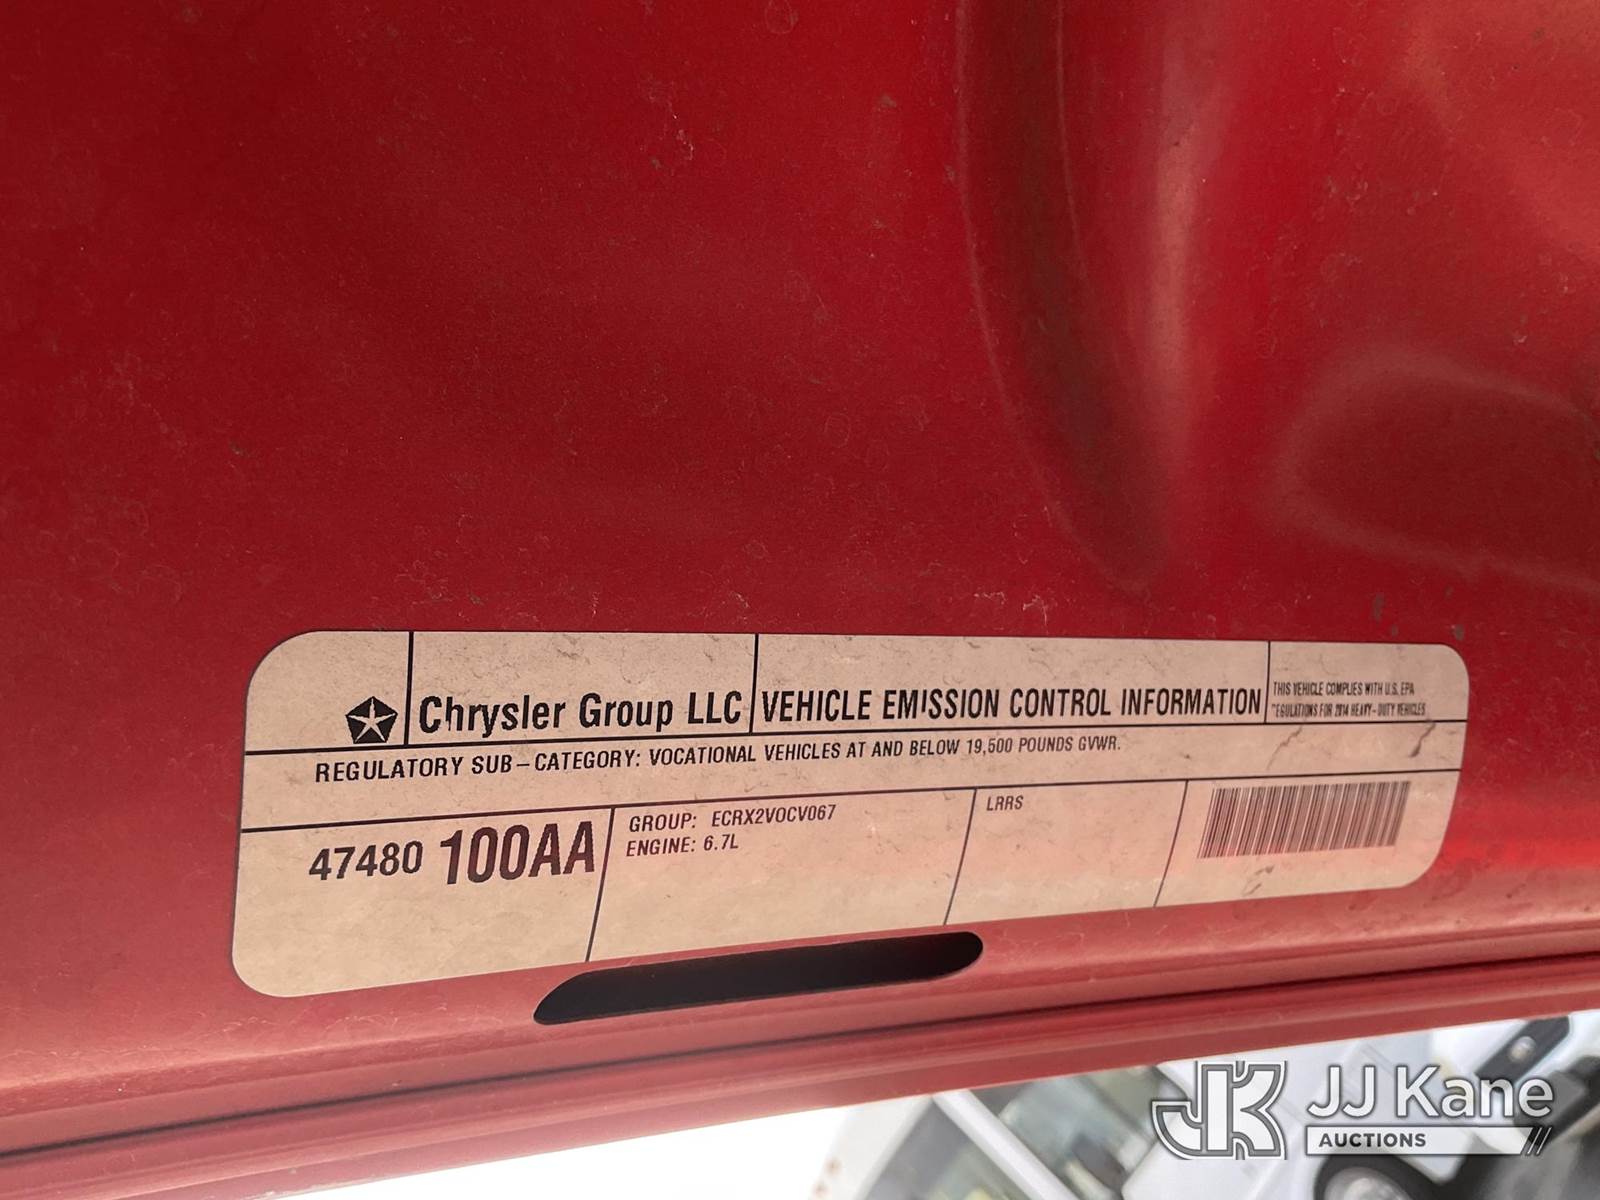 Chrysler Group LLC
VEHICLE EMISSION CONTROL INFORMATION
THIS VEHICLE COMPLIES WITH U.S. EPA
REGULATIONS FOR 2014 HEAVY-DUTY VEHICLES
REGULATORY SUB-CATEGORY: VOCATIONAL VEHICLES AT AND BELOW 19,500 POUNDS GVWR.
47480 100AA
GROUP: ECRX2VOCV067
ENGINE: 6.7L
LRRS
JK JJ Kane
AUCTIONS